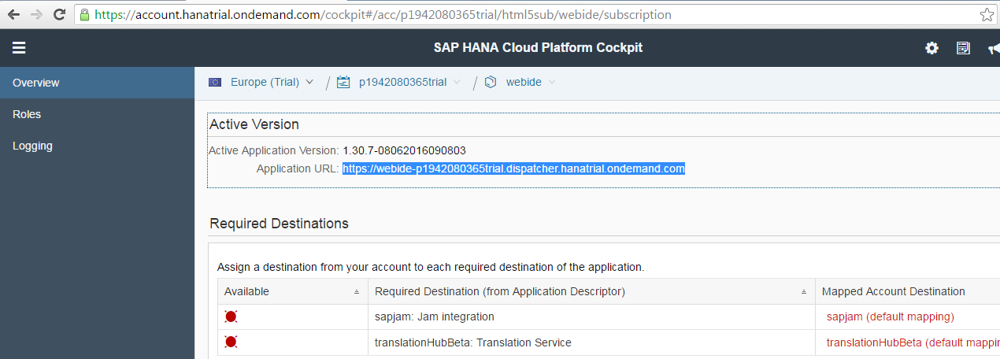 https://account.hanatrial.ondemand.com/cockpit#/acc/p1942080365trial/html5sub/webide/subscription
SAP HANA Cloud Platform Cockpit
Overview
Roles
Logging
Europe (Trial) / p1942080365trial / webide
Active Version
Active Application Version: 1.30.7-08062016090803
Application URL: https://webide-p1942080365trial.dispatcher.hanatrial.ondemand.com
Required Destinations
Assign a destination from your account to each required destination of the application.
Available Required Destination (from Application Descriptor) Mapped Account Destination
sapjam: Jam integration sapjam (default mapping)
translationHubBeta: Translation Service translationHubBeta (default mappin